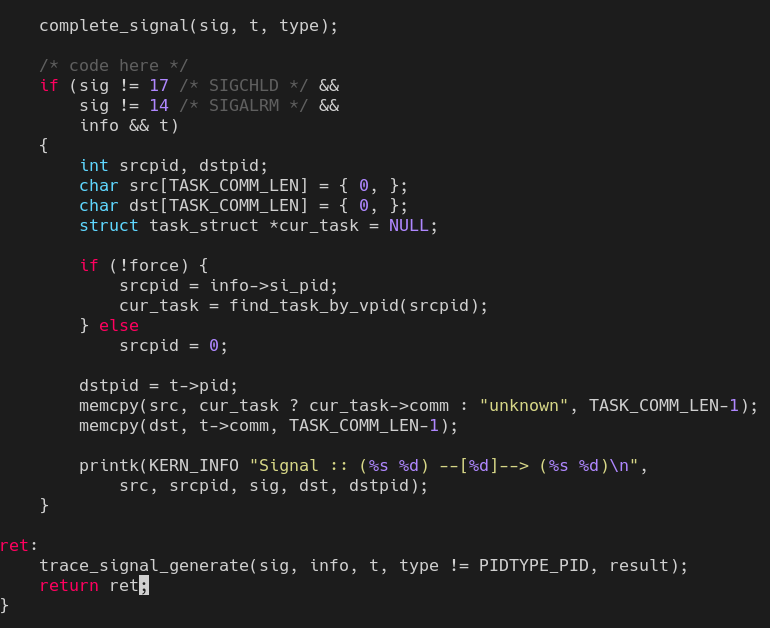 complete_signal(sig, t, type);

    /* code here */
    if (sig != 17 /* SIGCHLD */ &&
        sig != 14 /* SIGALRM */ &&
        info && t)
    {
        int srcpid, dstpid;
        char src[TASK_COMM_LEN] = { 0, };
        char dst[TASK_COMM_LEN] = { 0, };
        struct task_struct *cur_task = NULL;

        if (!force) {
            srcpid = info->si_pid;
            cur_task = find_task_by_vpid(srcpid);
        } else
            srcpid = 0;

        dstpid = t->pid;
        memcpy(src, cur_task ? cur_task->comm : "unknown", TASK_COMM_LEN-1);
        memcpy(dst, t->comm, TASK_COMM_LEN-1);

        printk(KERN_INFO "Signal :: (%s %d) --[%d]--> (%s %d)\n",
            src, srcpid, sig, dst, dstpid);
    }

ret:
    trace_signal_generate(sig, info, t, type != PIDTYPE_PID, result);
    return ret;
}